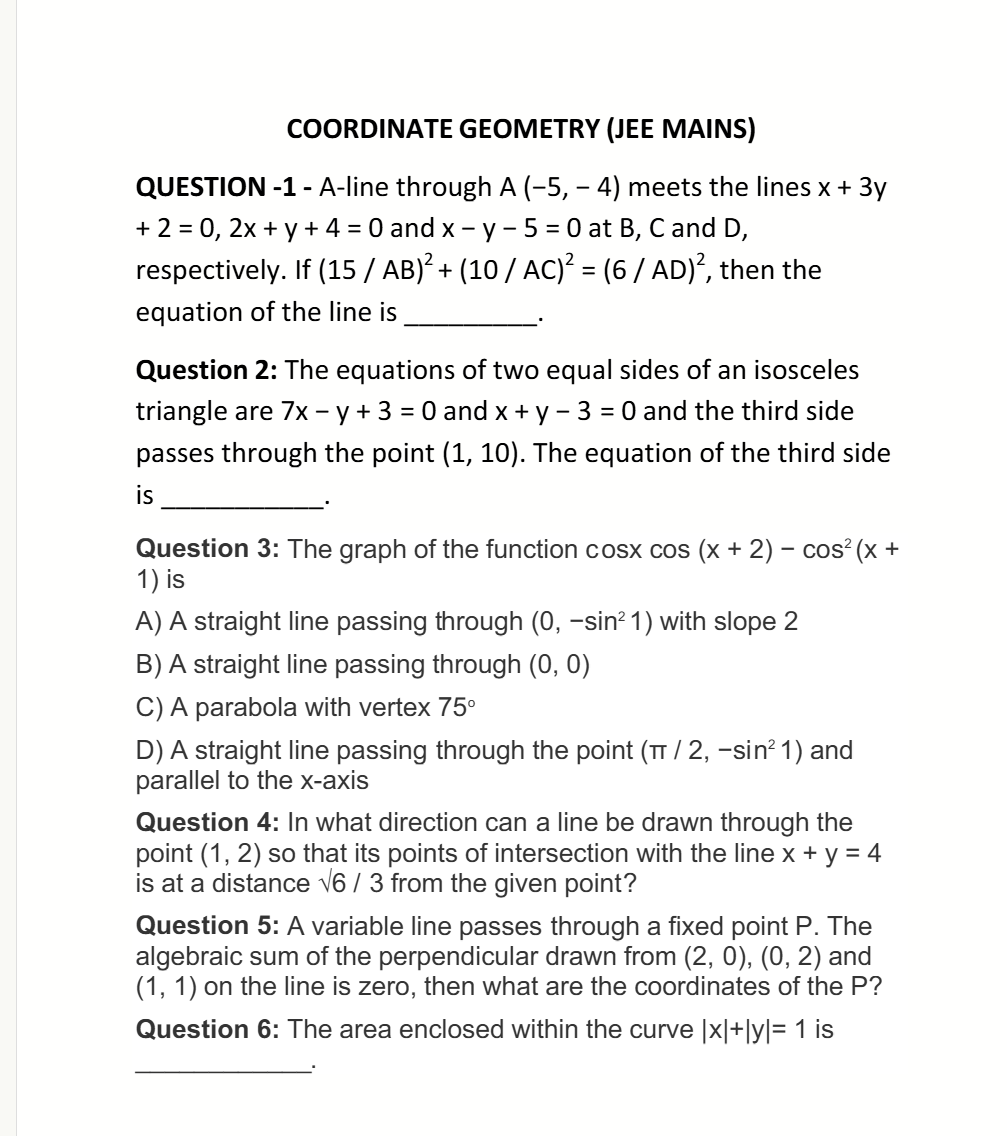 COORDINATE GEOMETRY (JEE MAINS)
QUESTION -1 - A-line through A (−5, − 4) meets the lines x + 3y
+ 2 = 0, 2x + y + 4 = 0 and x − y − 5 = 0 at B, C and D,
respectively. If (15 / AB)² + (10 / AC)² = (6 / AD)², then the
equation of the line is _________.
Question 2: The equations of two equal sides of an isosceles
triangle are 7x − y + 3 = 0 and x + y − 3 = 0 and the third side
passes through the point (1, 10). The equation of the third side
is ___________.
Question 3: The graph of the function cosx cos (x + 2) − cos² (x +
1) is
A) A straight line passing through (0, −sin² 1) with slope 2
B) A straight line passing through (0, 0)
C) A parabola with vertex 75°
D) A straight line passing through the point (π / 2, −sin² 1) and
parallel to the x-axis
Question 4: In what direction can a line be drawn through the
point (1, 2) so that its points of intersection with the line x + y = 4
is at a distance √6 / 3 from the given point?
Question 5: A variable line passes through a fixed point P. The
algebraic sum of the perpendicular drawn from (2, 0), (0, 2) and
(1, 1) on the line is zero, then what are the coordinates of the P?
Question 6: The area enclosed within the curve |x|+|y|= 1 is
____________.